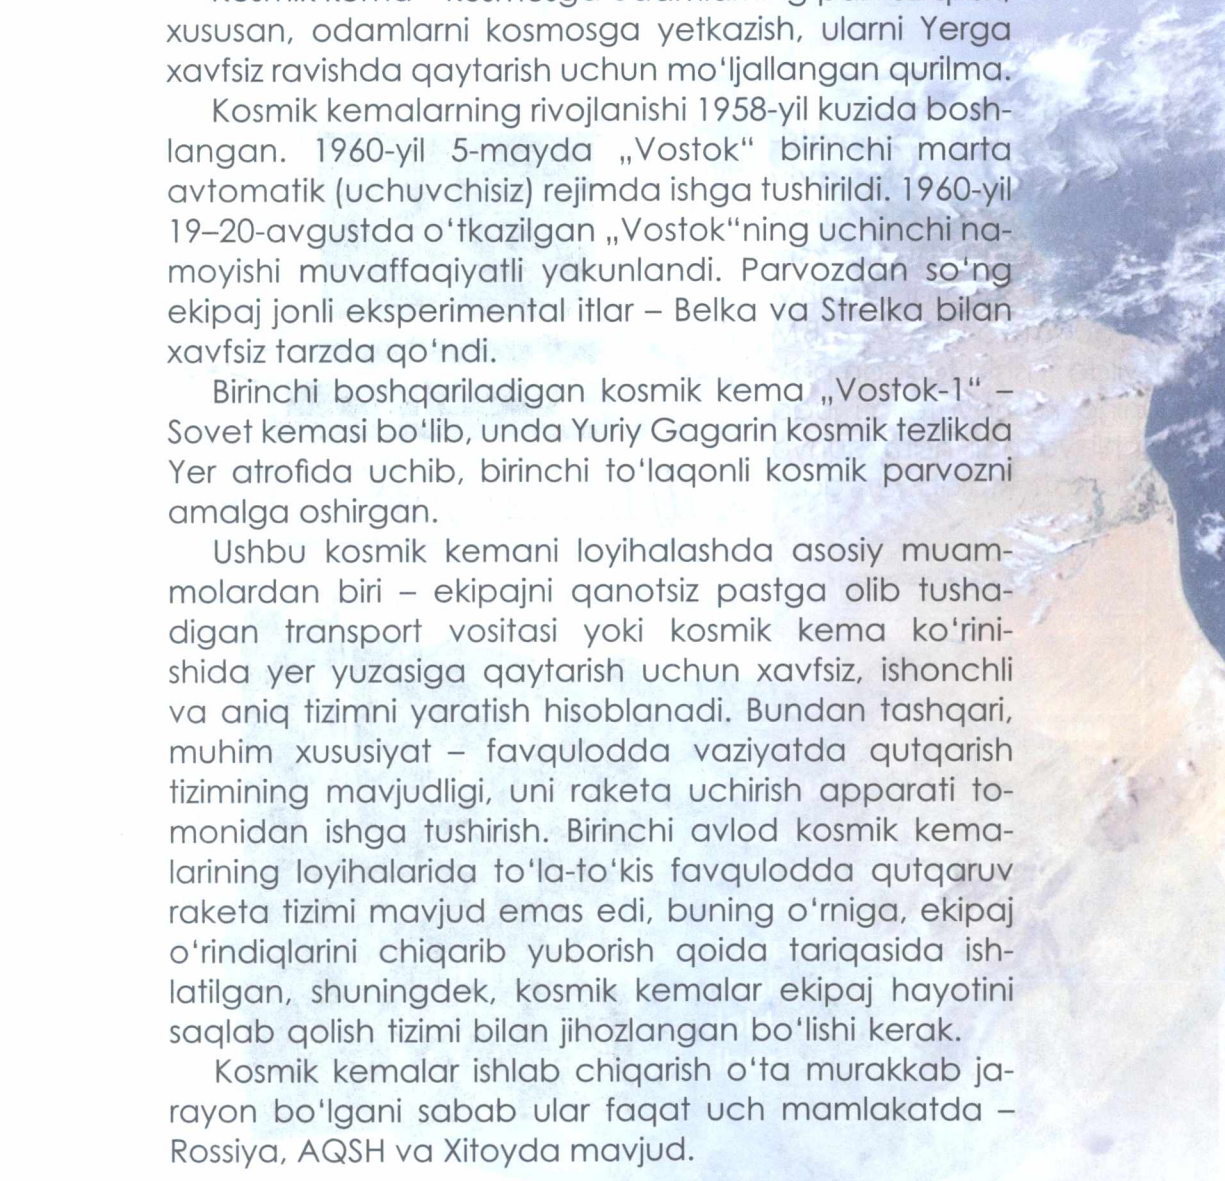 xususan, odamlarni kosmosga yetkazish, ularni Yerga
xavfsiz ravishda qaytarish uchun mo‘ljallangan qurilma.
Kosmik kemalarning rivojlanishi 1958-yil kuzida bosh-
langan. 1960-yil 5-mayda „Vostok“ birinchi marta
avtomatik (uchuvchisiz) rejimda ishga tushirildi. 1960-yil
19–20-avgustda o‘tkazilgan „Vostok“ning uchinchi na-
moyishi muvaffaqiyatli yakunlandi. Parvozdan so‘ng
ekipaj jonli eksperimental itlar – Belka va Strelka bilan
xavfsiz tarzda qo‘ndi.
Birinchi boshqariladigan kosmik kema „Vostok-1“ –
Sovet kemasi bo‘lib, unda Yuriy Gagarin kosmik tezlikda
Yer atrofida uchib, birinchi to‘laqonli kosmik parvozni
amalga oshirgan.
Ushbu kosmik kemani loyihalashda asosiy muam-
molardan biri – ekipajni qanotsiz pastga olib tusha-
digan transport vositasi yoki kosmik kema ko‘rini-
shida yer yuzasiga qaytarish uchun xavfsiz, ishonchli
va aniq tizimni yaratish hisoblanadi. Bundan tashqari,
muhim xususiyat – favqulodda vaziyatda qutqarish
tizimining mavjudligi, uni raketa uchirish apparati to-
monidan ishga tushirish. Birinchi avlod kosmik kema-
larining loyihalarida to‘la-to‘kis favqulodda qutqaruv
raketa tizimi mavjud emas edi, buning o‘rniga, ekipaj
o‘rindiqlarini chiqarib yuborish qoida tariqasida ish-
latilgan, shuningdek, kosmik kemalar ekipaj hayotini
saqlab qolish tizimi bilan jihozlangan bo‘lishi kerak.
Kosmik kemalar ishlab chiqarish o‘ta murakkab ja-
rayon bo‘lgani sabab ular faqat uch mamlakatda –
Rossiya, AQSH va Xitoyda mavjud.